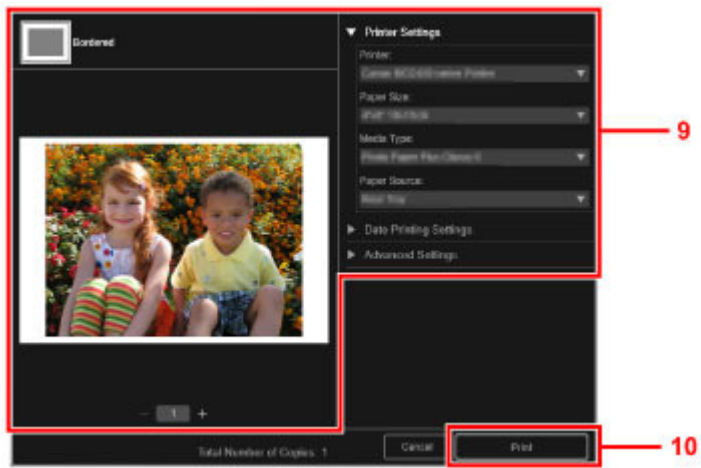 Bordered
Printer Settings
Printer:
Paper Size:
Media Type:
Paper Source:
Date Printing Settings
Advanced Settings
9
− 1 +
Total Number of Copies: 1
Cancel
Print
10